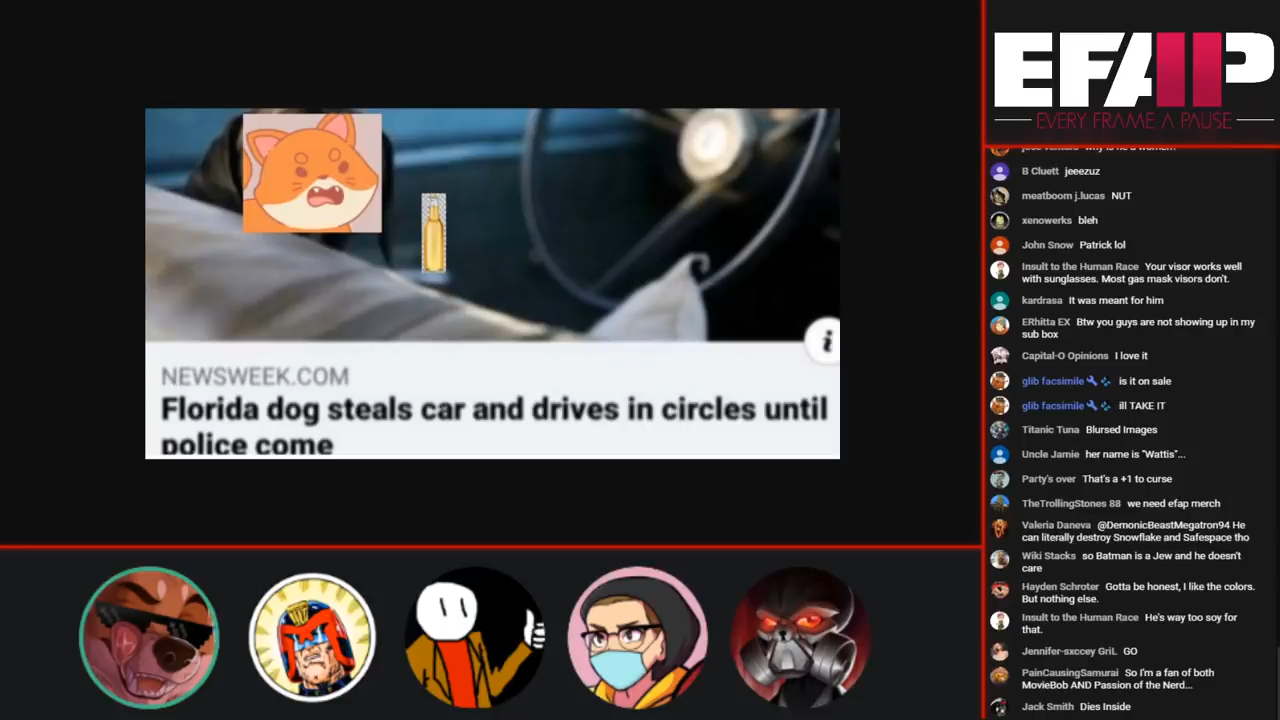 NEWSWEEK.COM
Florida dog steals car and drives in circles until
police come
i
EFAP
EVERY FRAME A PAUSE
B Cluett jeeezuz
meatboom j.lucas NUT
xenowerks bleh
John Snow Patrick lol
Insult to the Human Race Your visor works well
with sunglasses. Most gas mask visors don't.
kardrasa It was meant for him
ERhitta EX Btw you guys are not showing up in my
sub box
Capital-O Opinions I love it
glib facsimile is it on sale
glib facsimile ill TAKE IT
Titanic Tuna Blursed Images
Uncle Jamie her name is "Wattis"...
Party's over That's a +1 to curse
TheTrollingStones 88 we need efap merch
Valeria Daneva @DemonicBeastMegatron94 He
can literally destroy Snowflake and Safespace tho
Wiki Stacks so Batman is a Jew and he doesn't
care
Hayden Schroter Gotta be honest, I like the colors.
But nothing else.
Insult to the Human Race He's way too soy for
that.
Jennifer-sxccey GriL GO
PainCausingSamurai So I'm a fan of both
MovieBob AND Passion of the Nerd...
Jack Smith Dies Inside